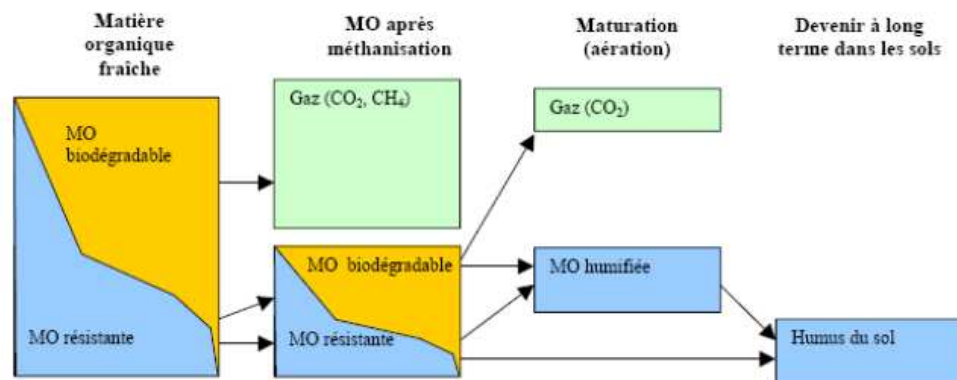 Matière
organique
fraîche
MO après
méthanisation
Maturation
(aération)
Devenir à long
terme dans les sols
MO
biodégradable
MO résistante
Gaz (CO₂, CH₄)
MO biodégradable
MO résistante
Gaz (CO₂)
MO humifiée
Humus du sol